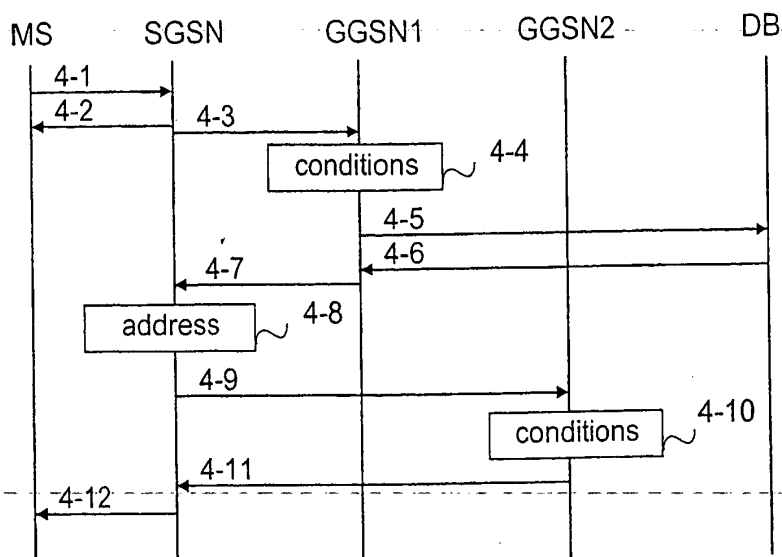 MS SGSN GGSN1 GGSN2 DB
4-1
4-2 4-3
conditions 4-4
4-5
4-6
4-7
address 4-8
4-9
conditions 4-10
4-11
4-12